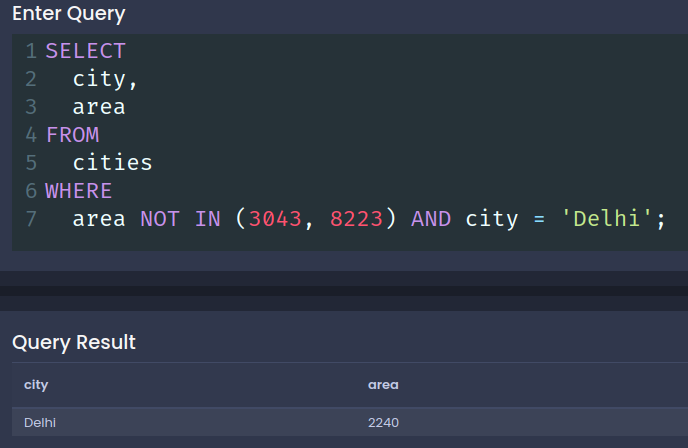 Enter Query
1 SELECT
2 city,
3 area
4 FROM
5 cities
6 WHERE
7 area NOT IN (3043, 8223) AND city = 'Delhi';
Query Result
city area
Delhi 2240